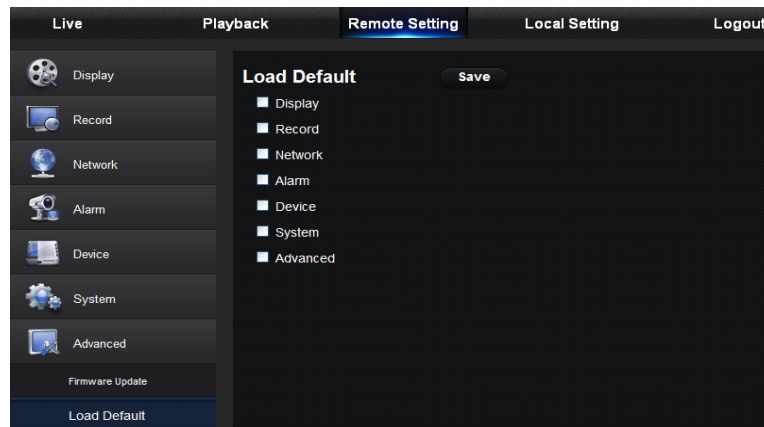 Live Playback Remote Setting Local Setting Logout
Display
Record
Network
Alarm
Device
System
Advanced
Firmware Update
Load Default
Load Default Save
Display
Record
Network
Alarm
Device
System
Advanced